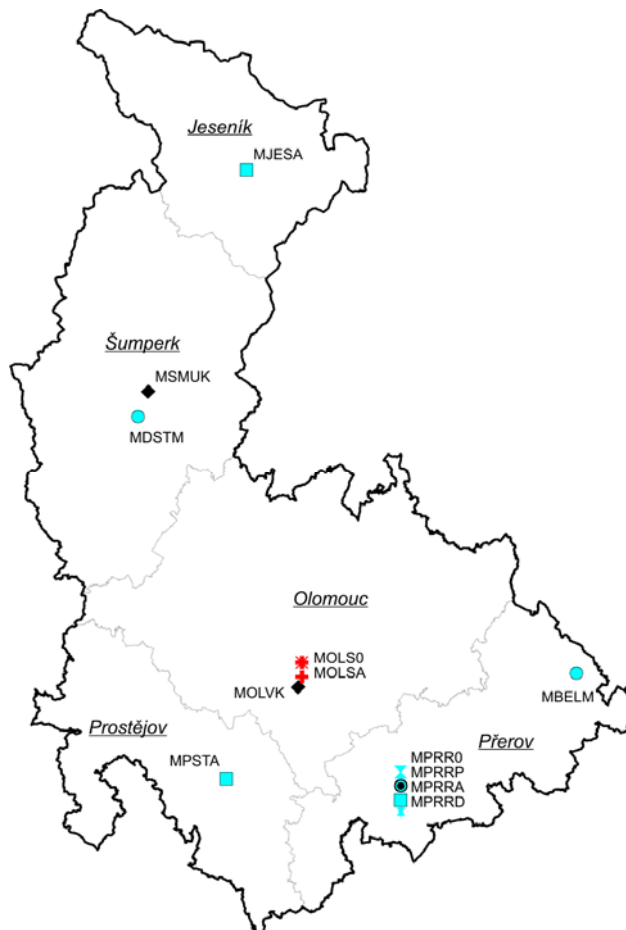 Jeseník
MJESA
Šumperk
MSMUK
MDSTM
Olomouc
MOLS0
MOLSA
MOLVK
MBELM
Prostějov
MPSTA
Přerov
MPRR0
MPRRP
MPRRA
MPRRD